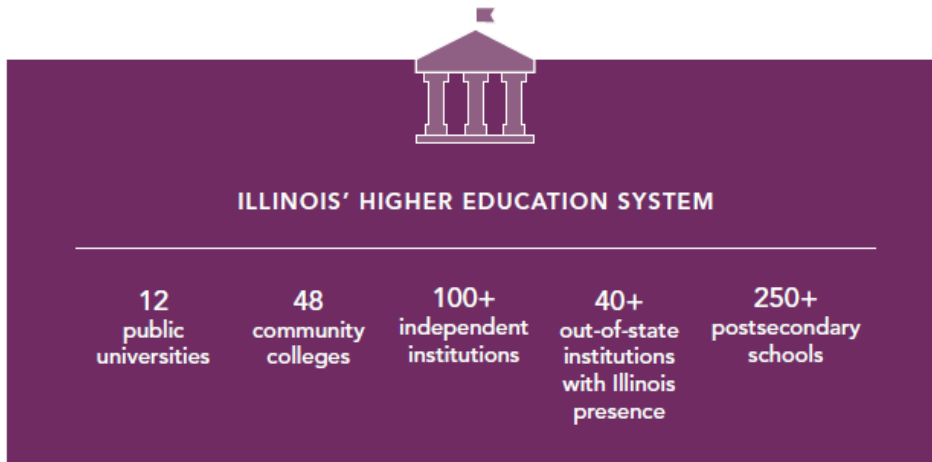 ILLINOIS’ HIGHER EDUCATION SYSTEM
12
public
universities
48
community
colleges
100+
independent
institutions
40+
out-of-state
institutions
with Illinois
presence
250+
postsecondary
schools